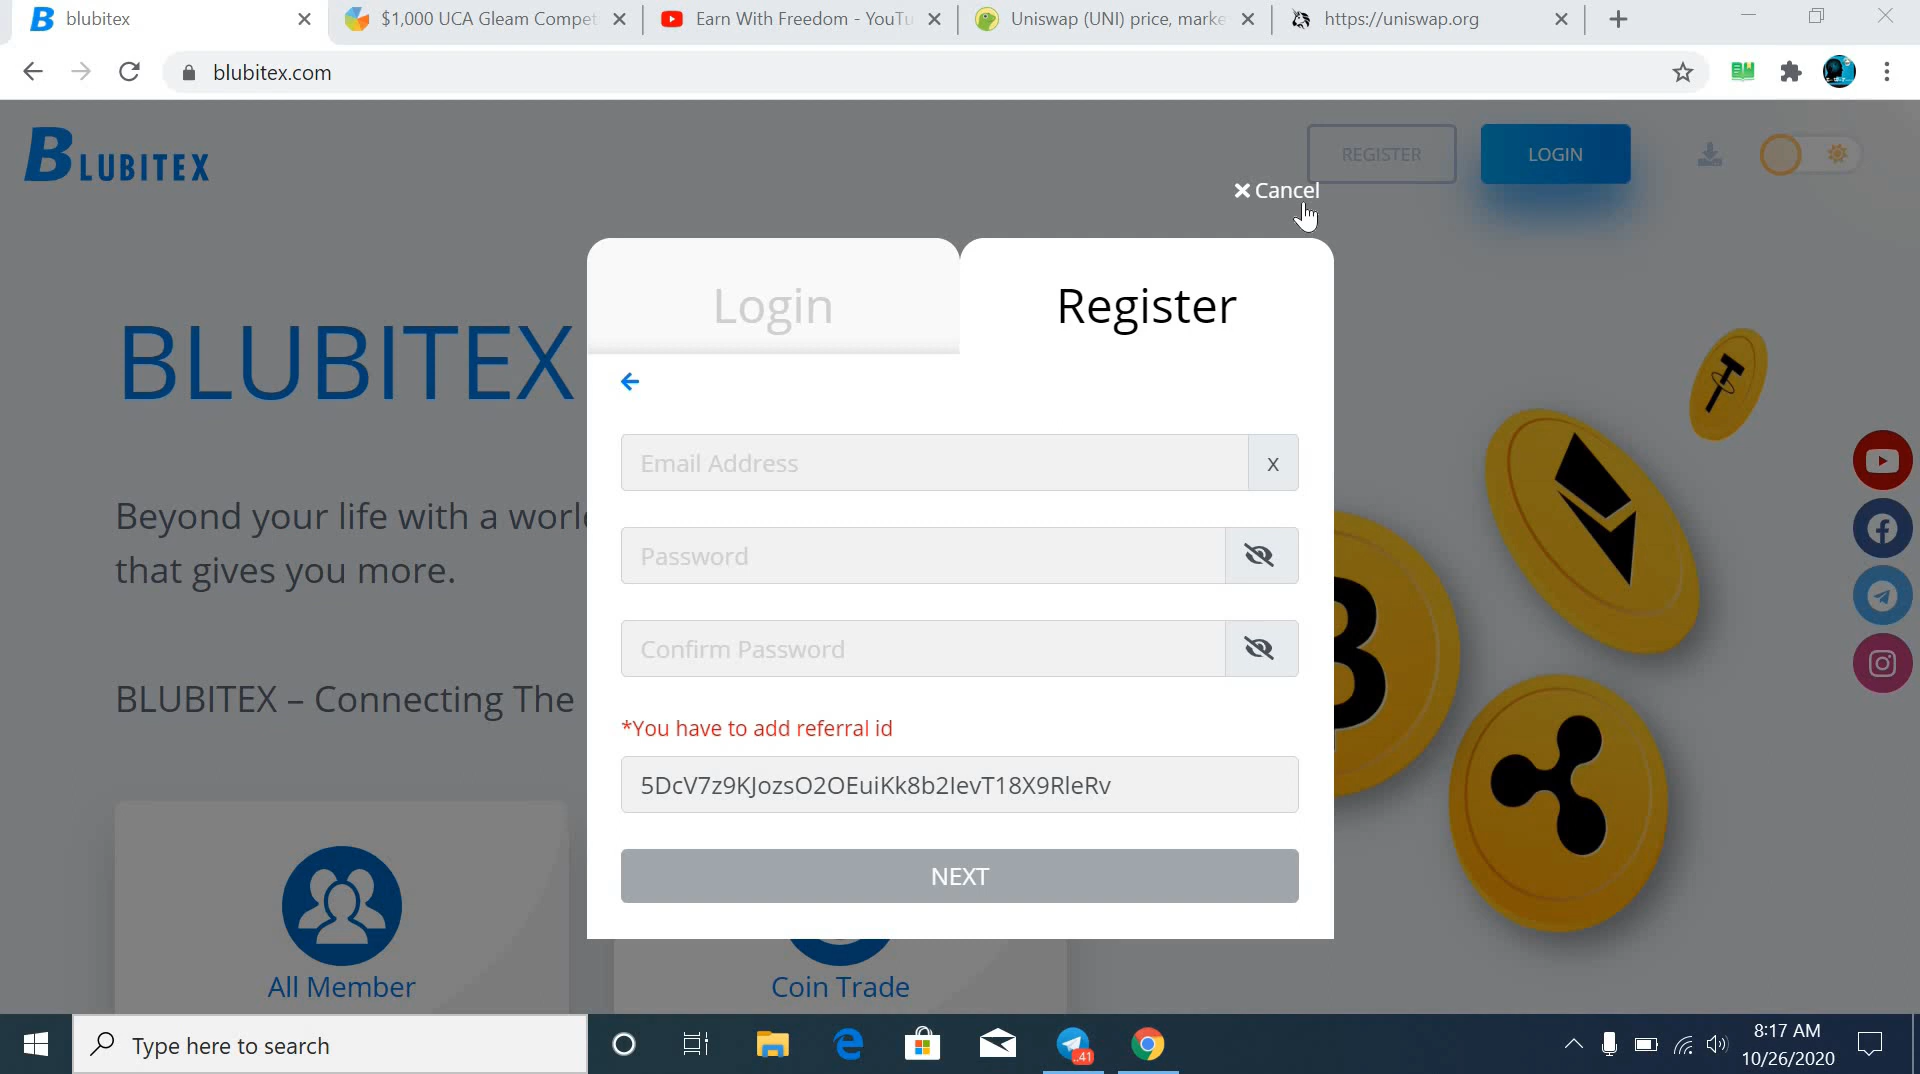 blubitex
$1,000 UCA Gleam Compet
Earn With Freedom - YouTu
Uniswap (UNI) price, marke
https://uniswap.org
blubitex.com
BLUBITEX
REGISTER
LOGIN
Cancel
Login
Register
BLUBITEX
Email Address
x
Beyond your life with a worl
that gives you more.
Password
Confirm Password
BLUBITEX – Connecting The
*You have to add referral id
5DcV7z9KJozsO2OEuiKk8b2IevT18X9RleRv
NEXT
All Member
Coin Trade
Type here to search
41
8:17 AM
10/26/2020